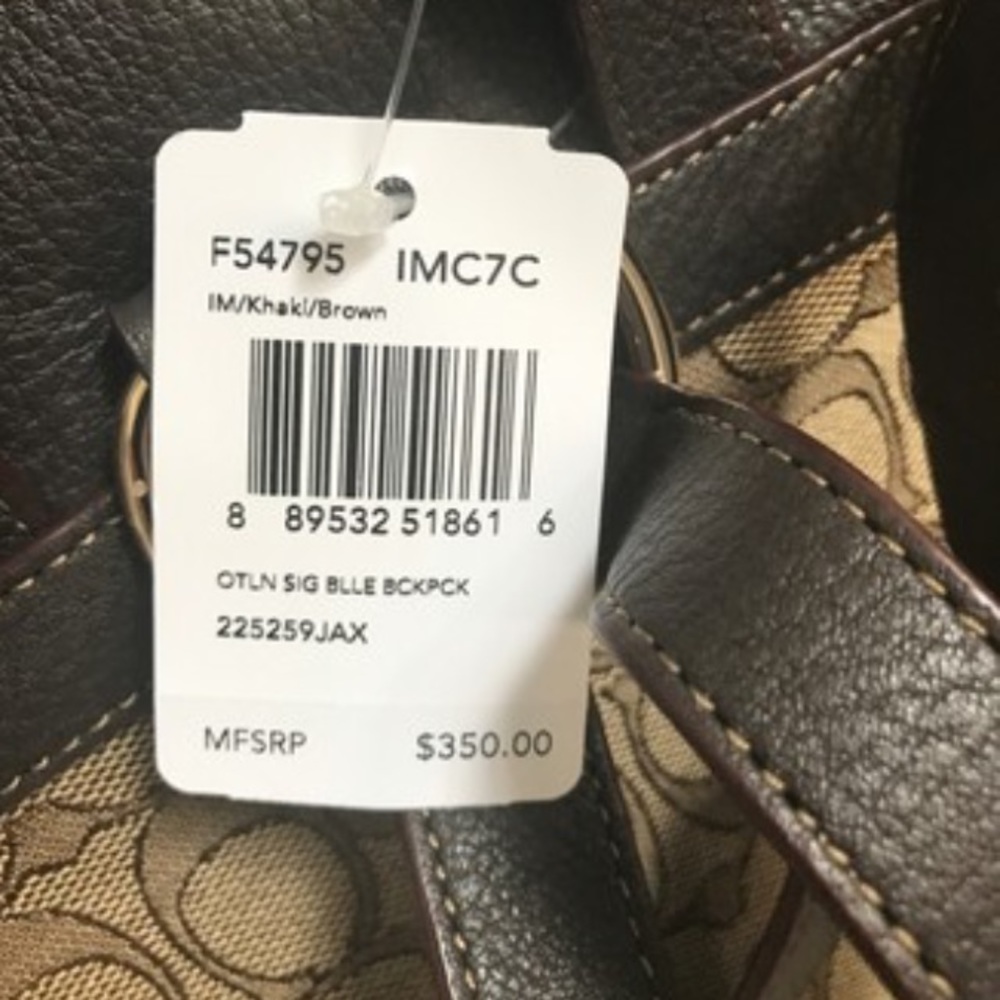 F54795 IMC7C
IM/Khaki/Brown
8 89532 51861 6
OTLN SIG BLLE BCKPCK
225259JAX
MFSRP $350.00